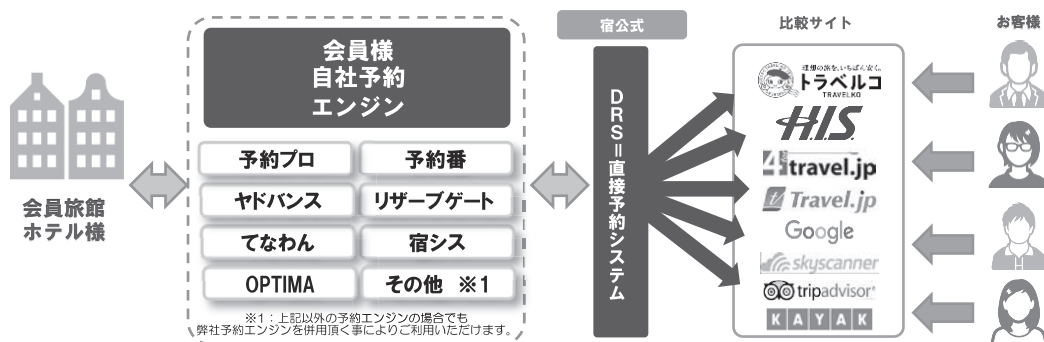 会員旅館
ホテル様
会員様
自社予約
エンジン
予約プロ
予約番
ヤドバンス
リザーブゲート
てなわん
宿シス
OPTIMA
その他 ※1
※1:上記以外の予約エンジンの場合でも
弊社予約エンジンを併用頂く事によりご利用いただけます。
宿公式
DRS=直接予約システム
比較サイト
理想の旅を、いちばん安く。
トラベルコ
TRAVELKO
H.I.S.
4travel.jp
t Travel.jp
Google
skyscanner
tripadvisor
KAYAK
お客様